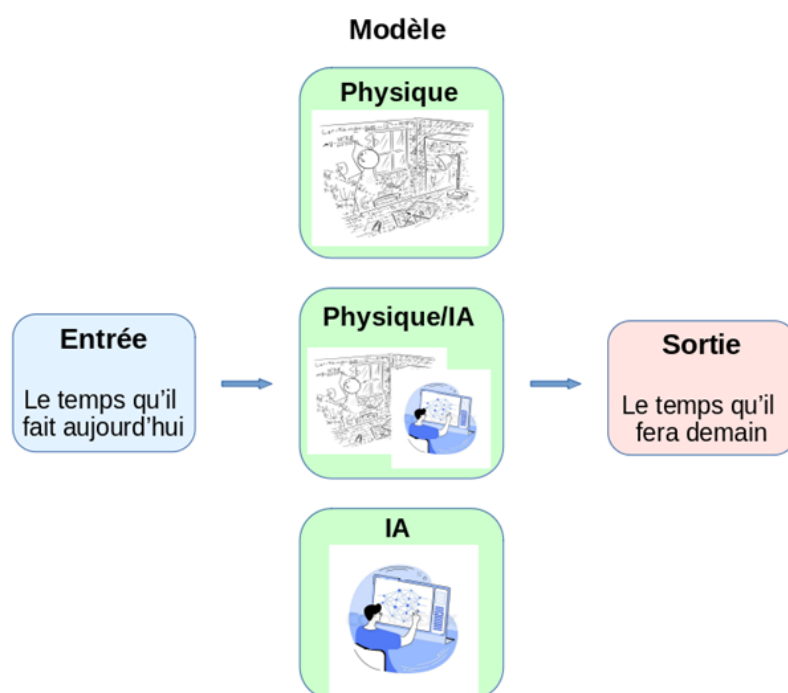 Modèle
Physique
Physique/IA
Entrée
Le temps qu'il
fait aujourd'hui
Sortie
Le temps qu'il
fera demain
IA